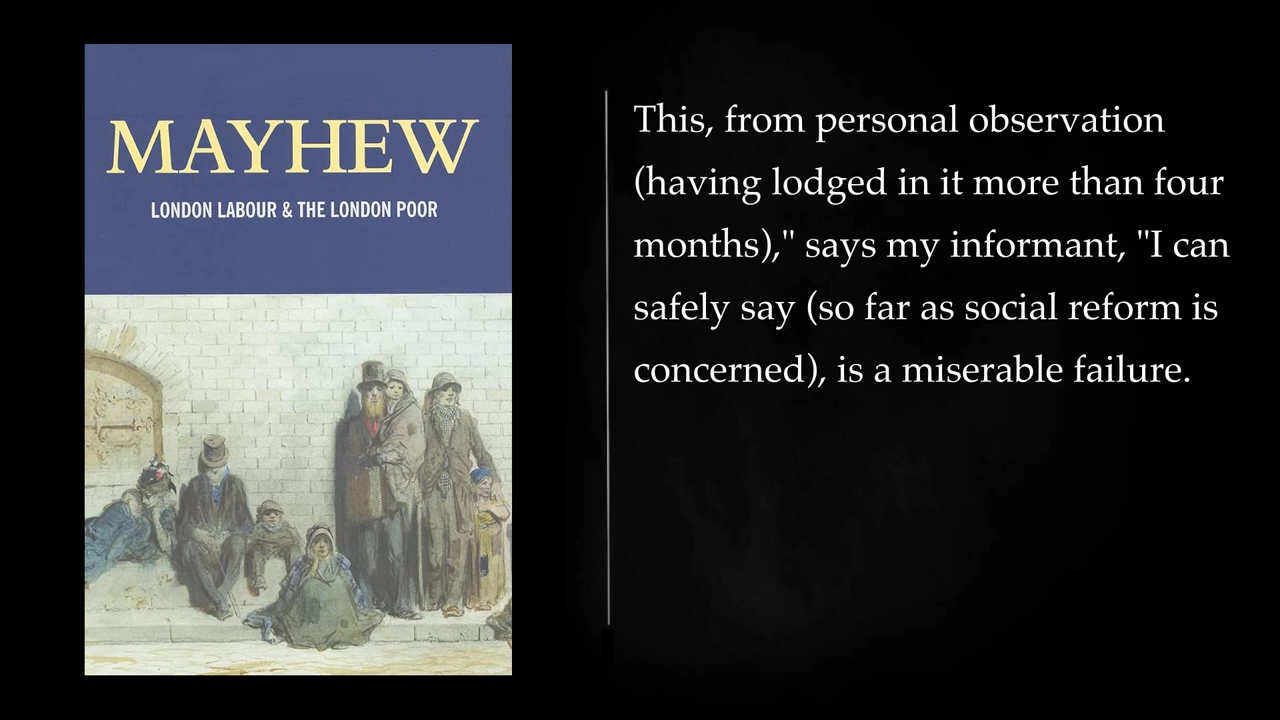 MAYHEW
LONDON LABOUR & THE LONDON POOR
This, from personal observation
(having lodged in it more than four
months)," says my informant, "I can
safely say (so far as social reform is
concerned), is a miserable failure.